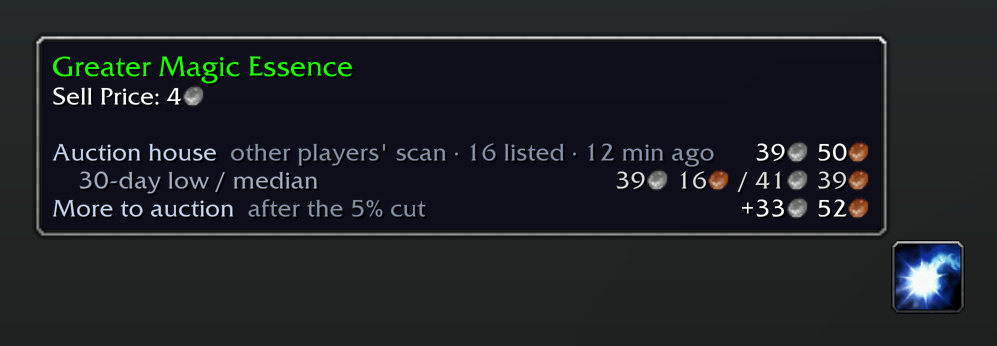 Greater Magic Essence
Sell Price: 4
Auction house other players' scan · 16 listed · 12 min ago 39 50
30-day low / median 39 16 / 41 39
More to auction after the 5% cut +33 52